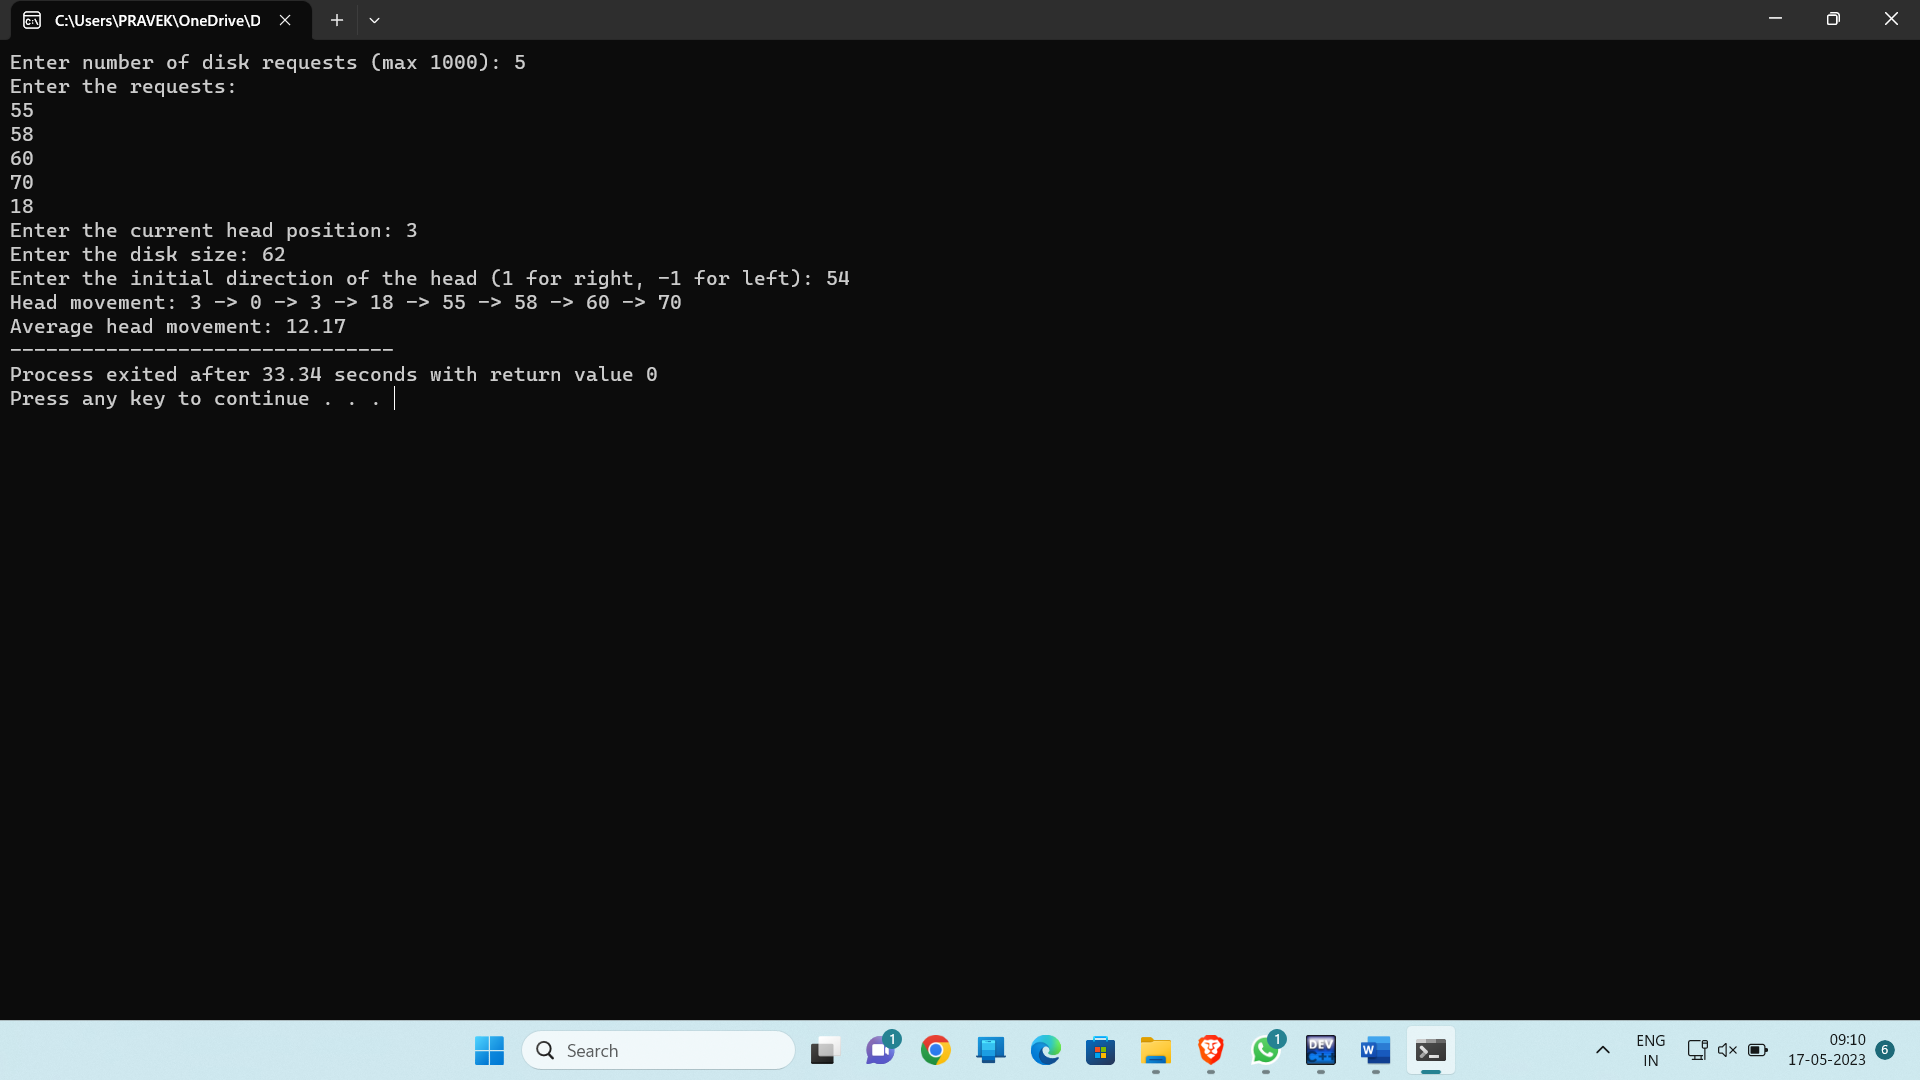 C:\Users\PRAVEK\OneDrive\D
Enter number of disk requests (max 1000): 5
Enter the requests:
55
58
60
70
18
Enter the current head position: 3
Enter the disk size: 62
Enter the initial direction of the head (1 for right, -1 for left): 54
Head movement: 3 -> 0 -> 3 -> 18 -> 55 -> 58 -> 60 -> 70
Average head movement: 12.17
--------------------------------
Process exited after 33.34 seconds with return value 0
Press any key to continue . . .
Search
1
1
DEV
C++
W
ENG
IN
09:10
17-05-2023
6